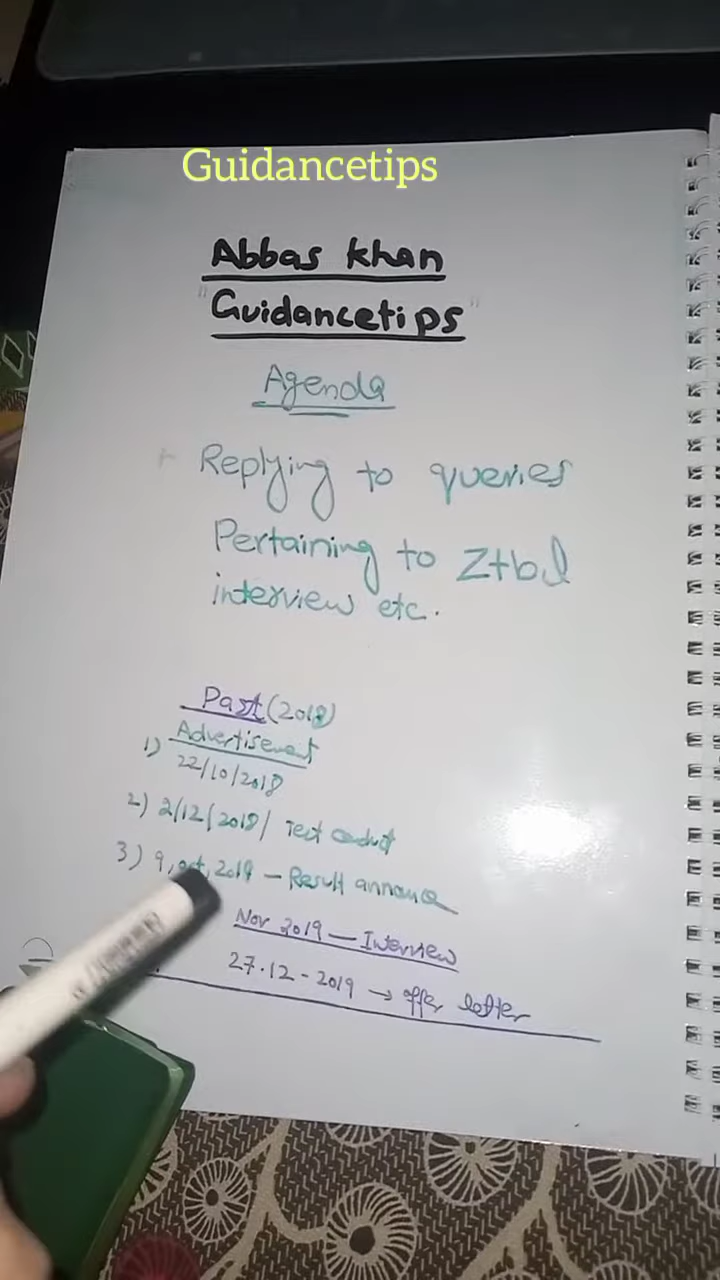 Guidancetips
Abbas khan
"Guidancetips"
Agenda
Replying to queries
Pertaining to Ztbl
interview etc.
Past (2018)
1) Advertisement
22/10/2018
2) 2/12/2018/ Test conduct
3) 9, oct, 2019 - Result annance
Nov 2019 - Interview
27.12-2019 → offer letter